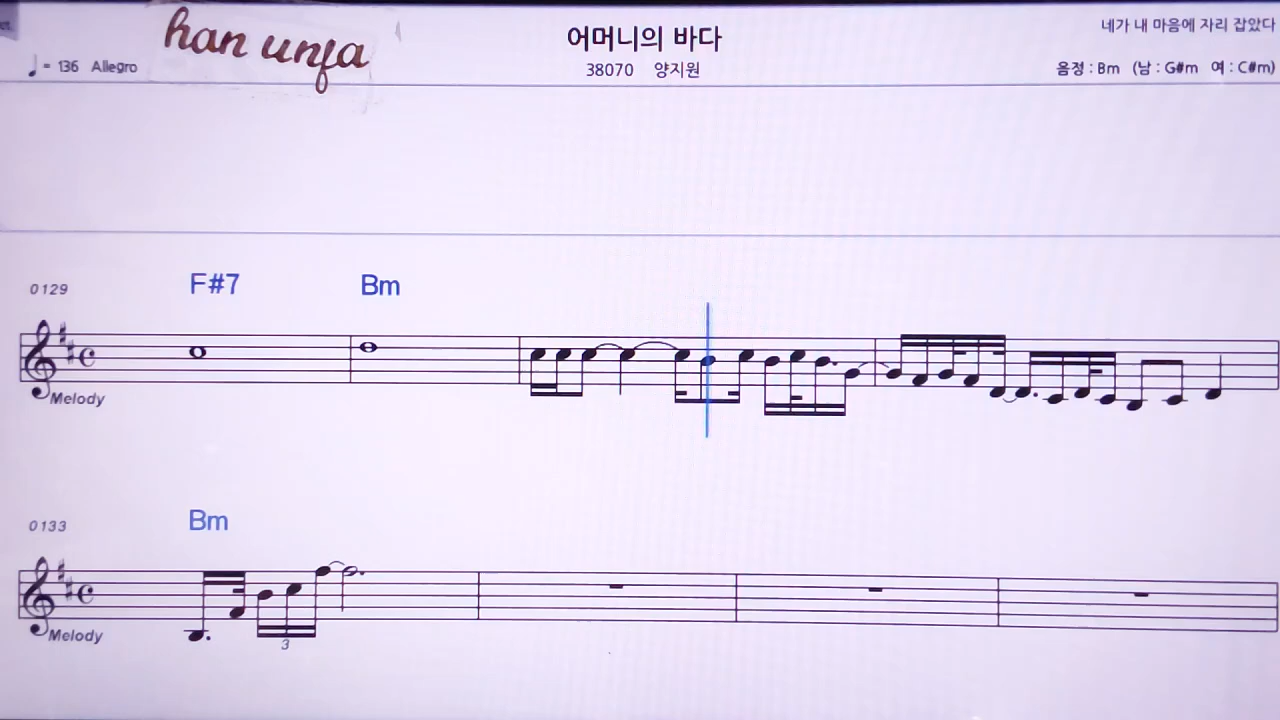 han unfa
어머니의 바다
네가 내 마음에 자리 잡았다
♩ = 136 Allegro
38070 양지원
음정 : Bm (남 : G#m 여 : C#m)
0129 F#7 Bm
Melody
0133 Bm
Melody
3